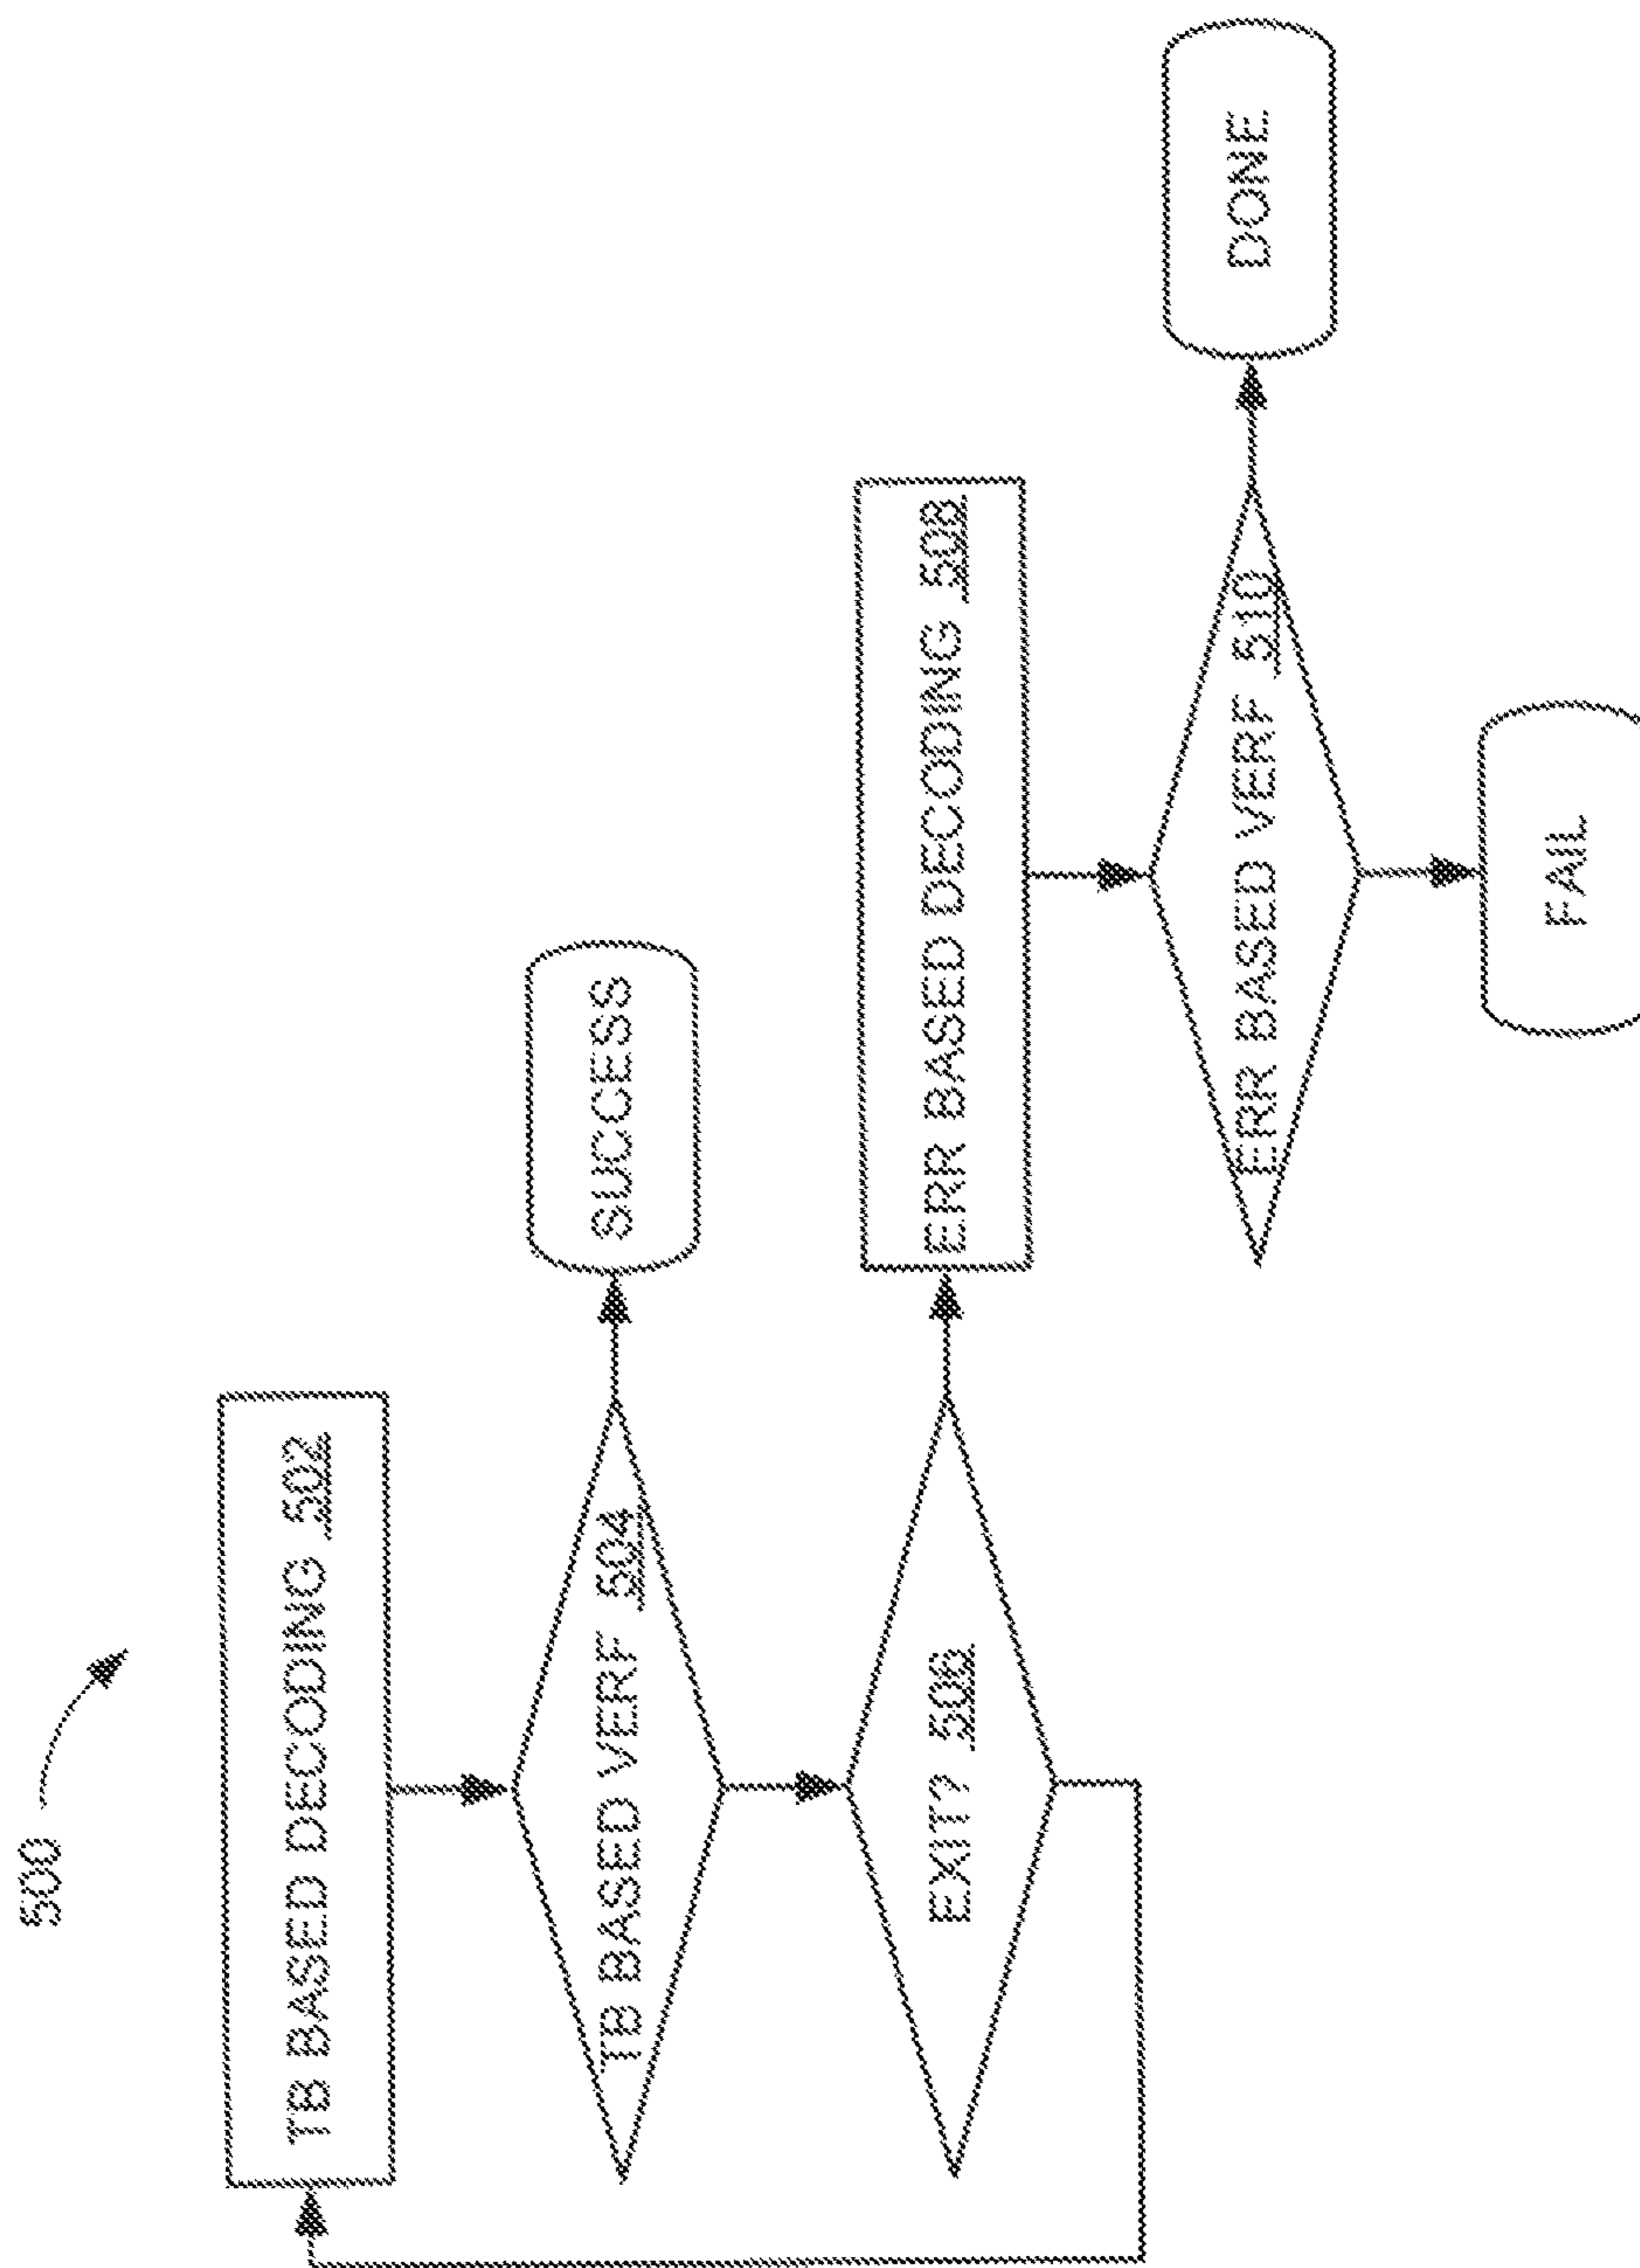 500
TB BASED DECODING 502
TB BASED VERF 504
SUCCESS
EXIT? 506
ERR BASED DECODING 508
ERR BASED VERF 510
DONE
FAIL